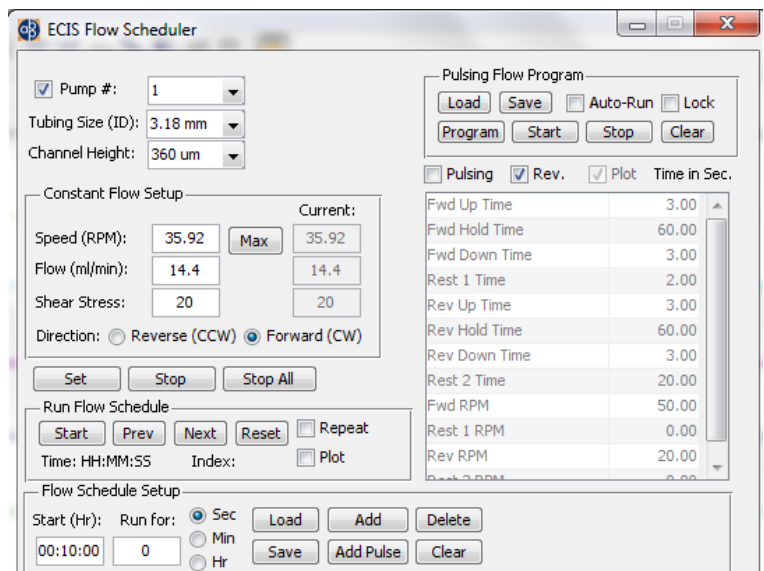 ECIS Flow Scheduler
Pump #: 1
Tubing Size (ID): 3.18 mm
Channel Height: 360 um
Constant Flow Setup
Current:
Speed (RPM): 35.92 Max 35.92
Flow (ml/min): 14.4 14.4
Shear Stress: 20 20
Direction: Reverse (CCW) Forward (CW)
Set Stop Stop All
Run Flow Schedule
Start Prev Next Reset Repeat
Time: HH:MM:SS Index: Plot
Pulsing Flow Program
Load Save Auto-Run Lock
Program Start Stop Clear
Pulsing Rev. Plot Time in Sec.
Fwd Up Time 3.00
Fwd Hold Time 60.00
Fwd Down Time 3.00
Rest 1 Time 2.00
Rev Up Time 3.00
Rev Hold Time 60.00
Rev Down Time 3.00
Rest 2 Time 20.00
Fwd RPM 50.00
Rest 1 RPM 0.00
Rev RPM 20.00
Rest 2 RPM 0.00
Flow Schedule Setup
Start (Hr): Run for: Sec Load Add Delete
Min
00:10:00 0 Save Add Pulse Clear
Hr